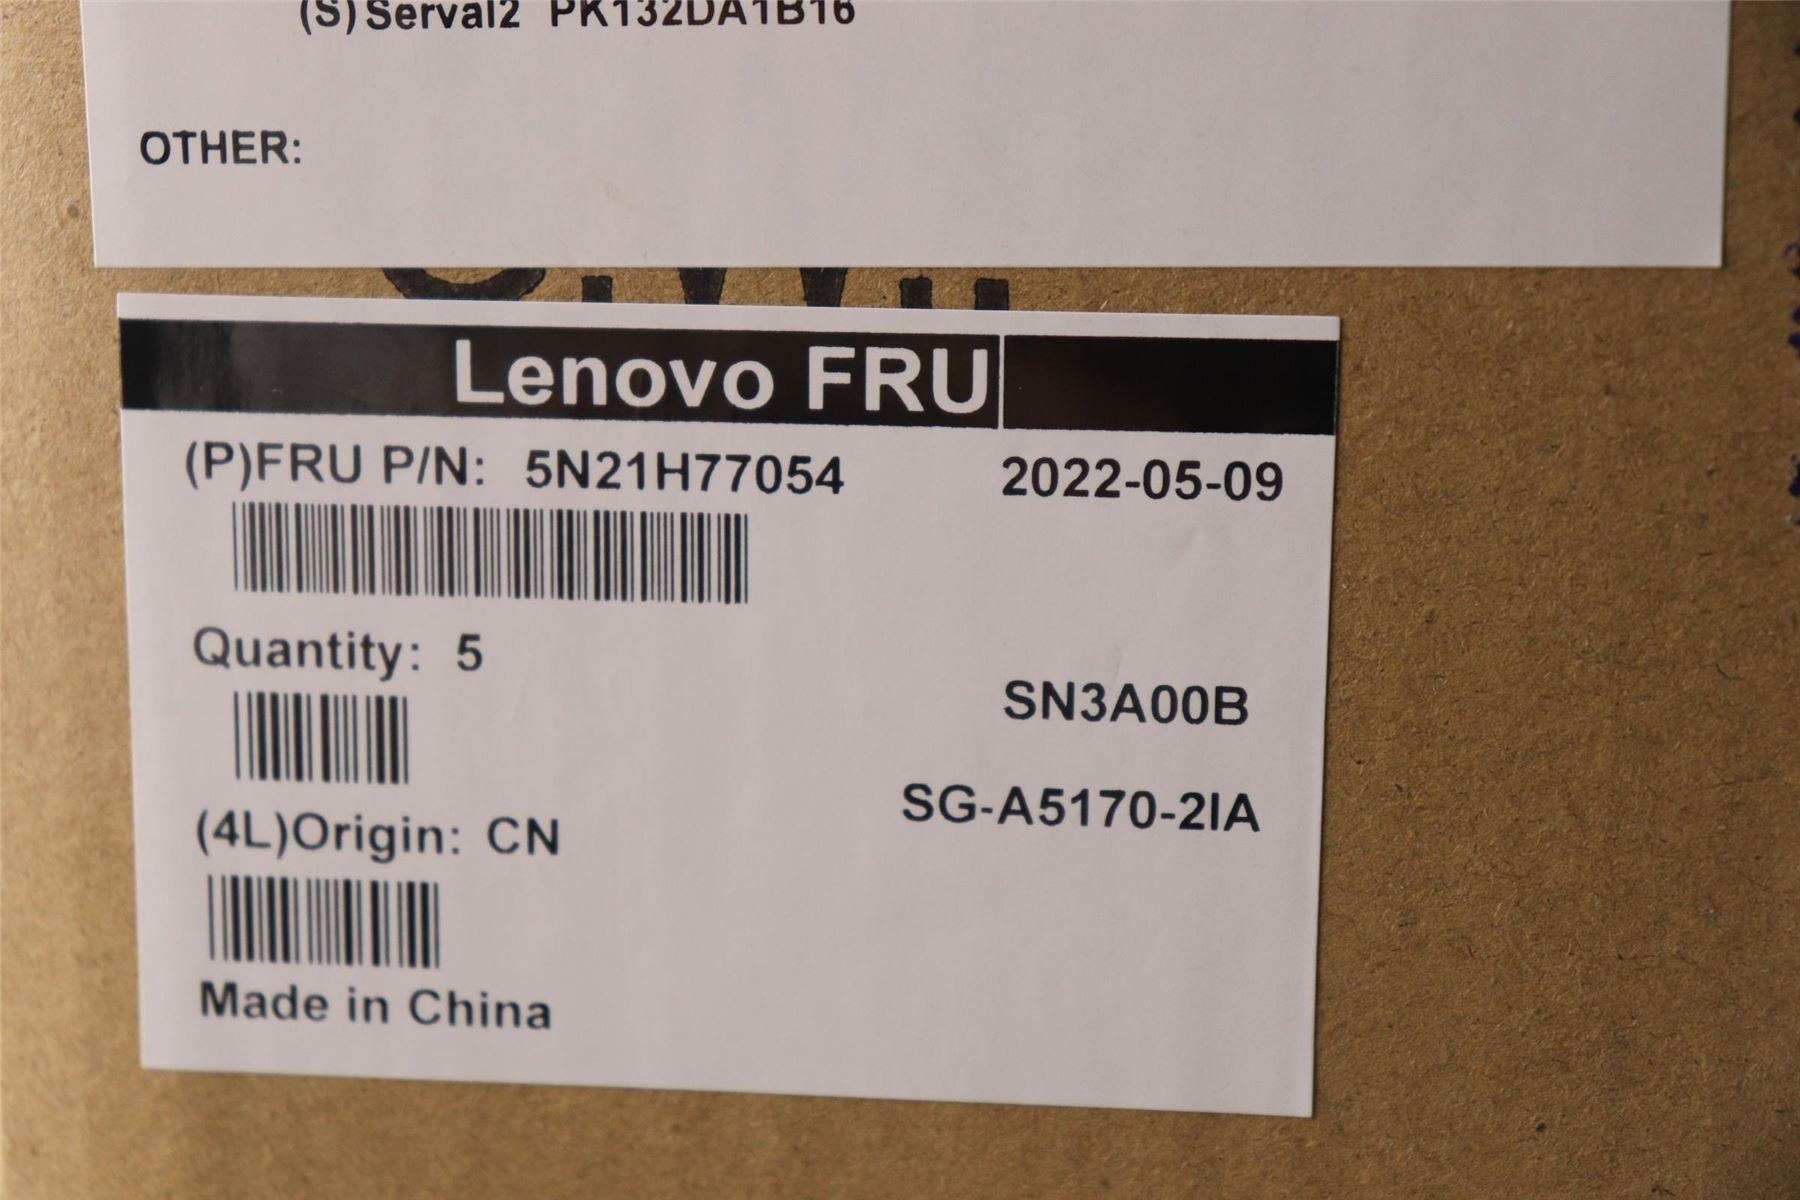 (S) Serval2 PK132DA1B16
OTHER:
Lenovo FRU
(P)FRU P/N: 5N21H77054 2022-05-09
Quantity: 5
SN3A00B
SG-A5170-2IA
(4L)Origin: CN
Made in China